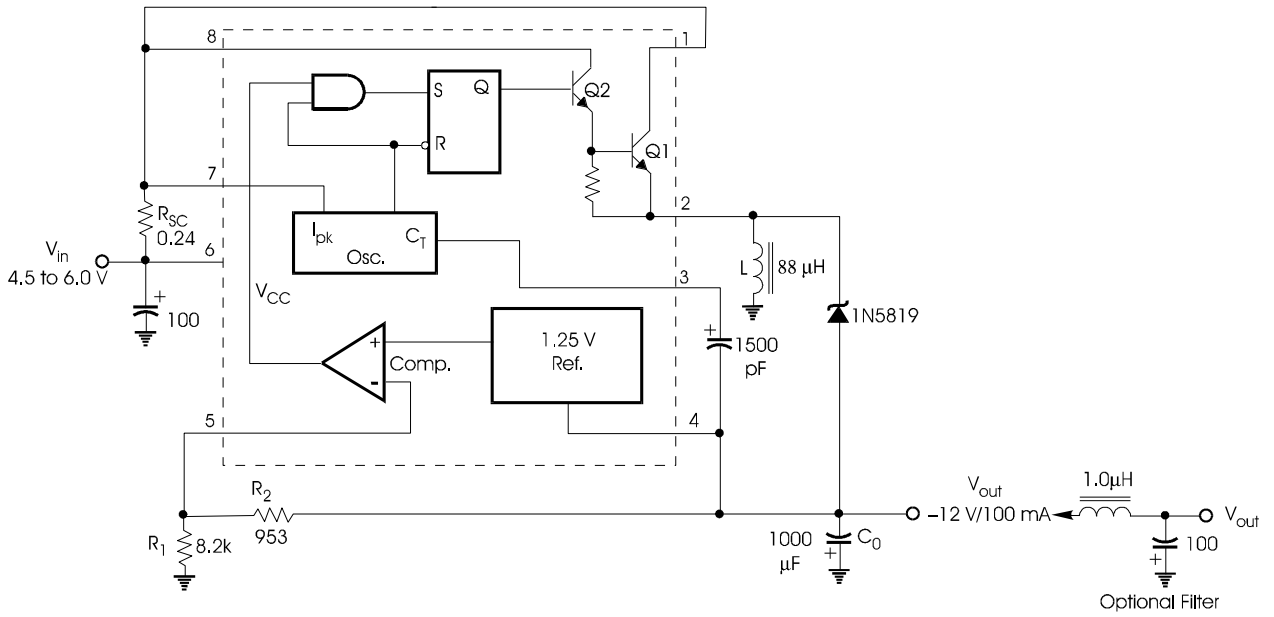 8
1
S
Q
Q2
R
Q1
7
2
RSC
0.24
Ipk
CT
Osc.
Vin
4.5 to 6.0 V
6
L
88 μH
3
VCC
100
+
1N5819
+
-
Comp.
1.25 V
Ref.
+
1500
pF
5
4
R2
953
R1
8.2k
1000
μF
+
C0
Vout
–12 V/100 mA
1.0μH
Vout
100
+
Optional Filter